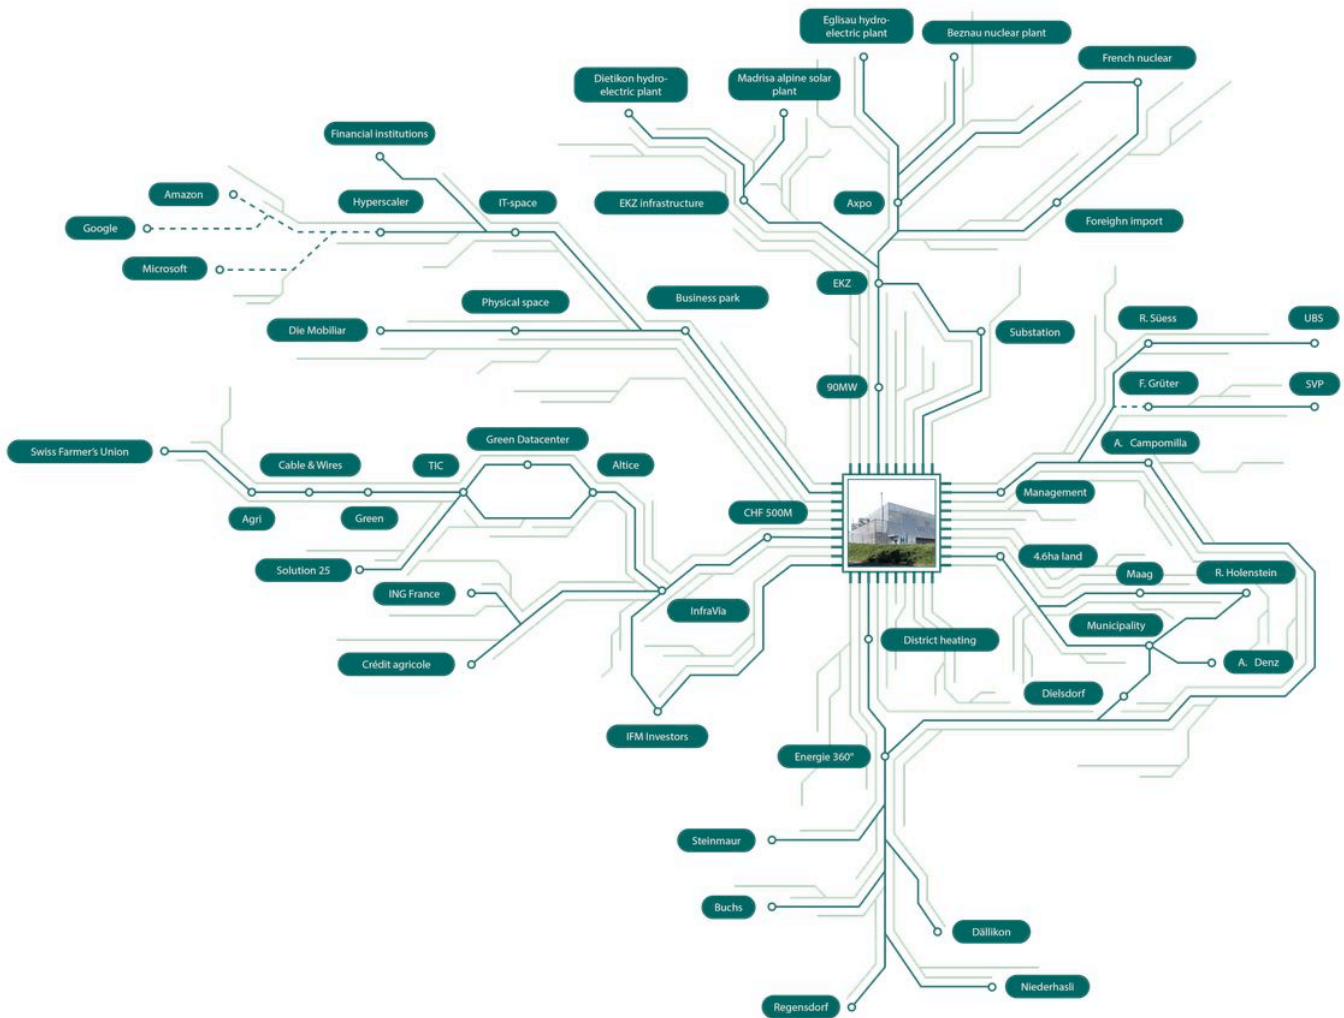 Eglisau hydro-
electric plant
Beznau nuclear plant
French nuclear
Dietikon hydro-
electric plant
Madrisa alpine solar
plant
Financial institutions
Amazon
Hyperscaler
IT-space
EKZ infrastructure
Axpo
Foreighn import
Google
Microsoft
EKZ
Physical space
Business park
Die Mobiliar
Substation
R. Süess
UBS
90MW
F. Grüter
SVP
Swiss Farmer's Union
Cable & Wires
TIC
Green Datacenter
Altice
A. Campomilla
Agri
Green
CHF 500M
Management
Solution 25
4.6ha land
Maag
R. Holenstein
ING France
InfraVia
Municipality
District heating
Crédit agricole
A. Denz
Dielsdorf
IFM Investors
Energie 360°
Steinmaur
Buchs
Dällikon
Niederhasli
Regensdorf